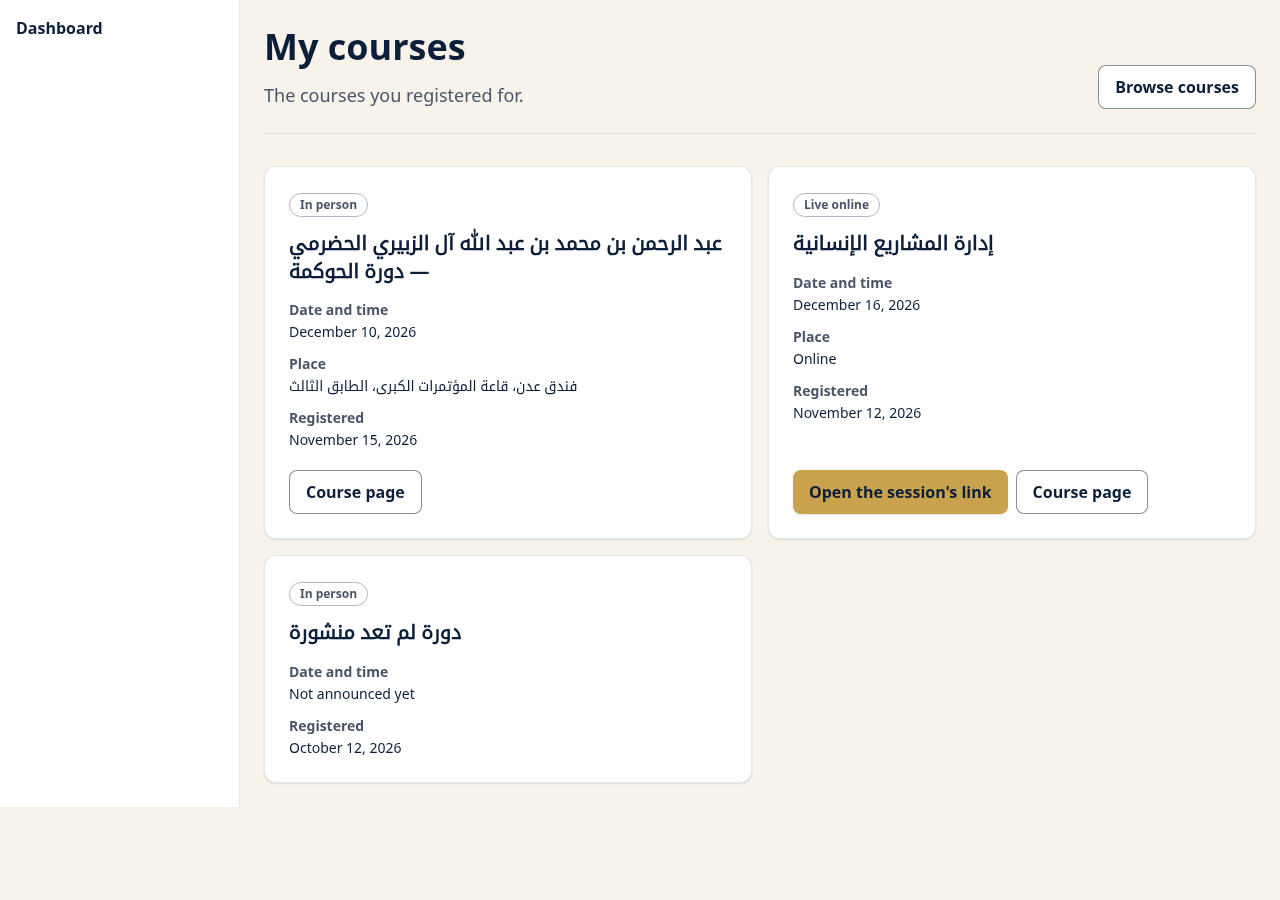 Dashboard
My courses
The courses you registered for.
Browse courses
In person
عبد الرحمن بن محمد بن عبد الله آل الزبيري الحضرمي
— دورة الحوكمة
Date and time
December 10, 2026
Place
فندق عدن، قاعة المؤتمرات الكبرى، الطابق الثالث
Registered
November 15, 2026
Course page
Live online
إدارة المشاريع الإنسانية
Date and time
December 16, 2026
Place
Online
Registered
November 12, 2026
Open the session's link
Course page
In person
دورة لم تعد منشورة
Date and time
Not announced yet
Registered
October 12, 2026